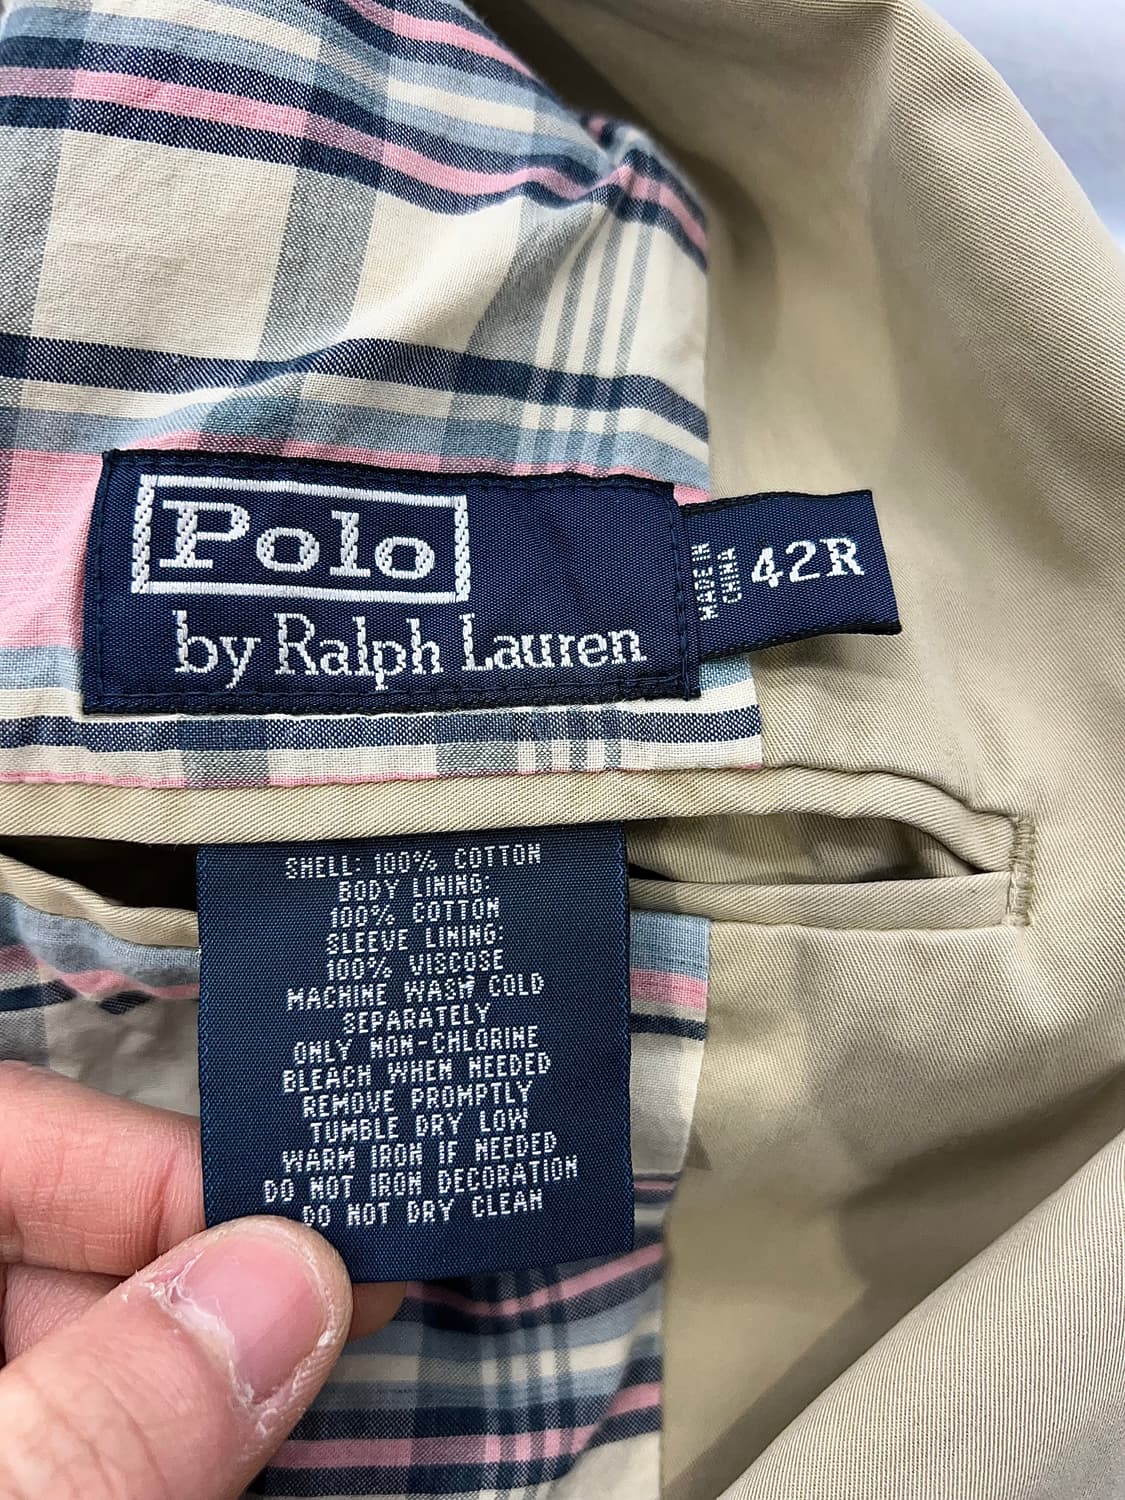 Polo
by Ralph Lauren
MADE IN
CHINA
42R
SHELL: 100% COTTON
BODY LINING:
100% COTTON
SLEEVE LINING:
100% VISCOSE
MACHINE WASH COLD
SEPARATELY
ONLY NON-CHLORINE
BLEACH WHEN NEEDED
REMOVE PROMPTLY
TUMBLE DRY LOW
WARM IRON IF NEEDED
DO NOT IRON DECORATION
DO NOT DRY CLEAN